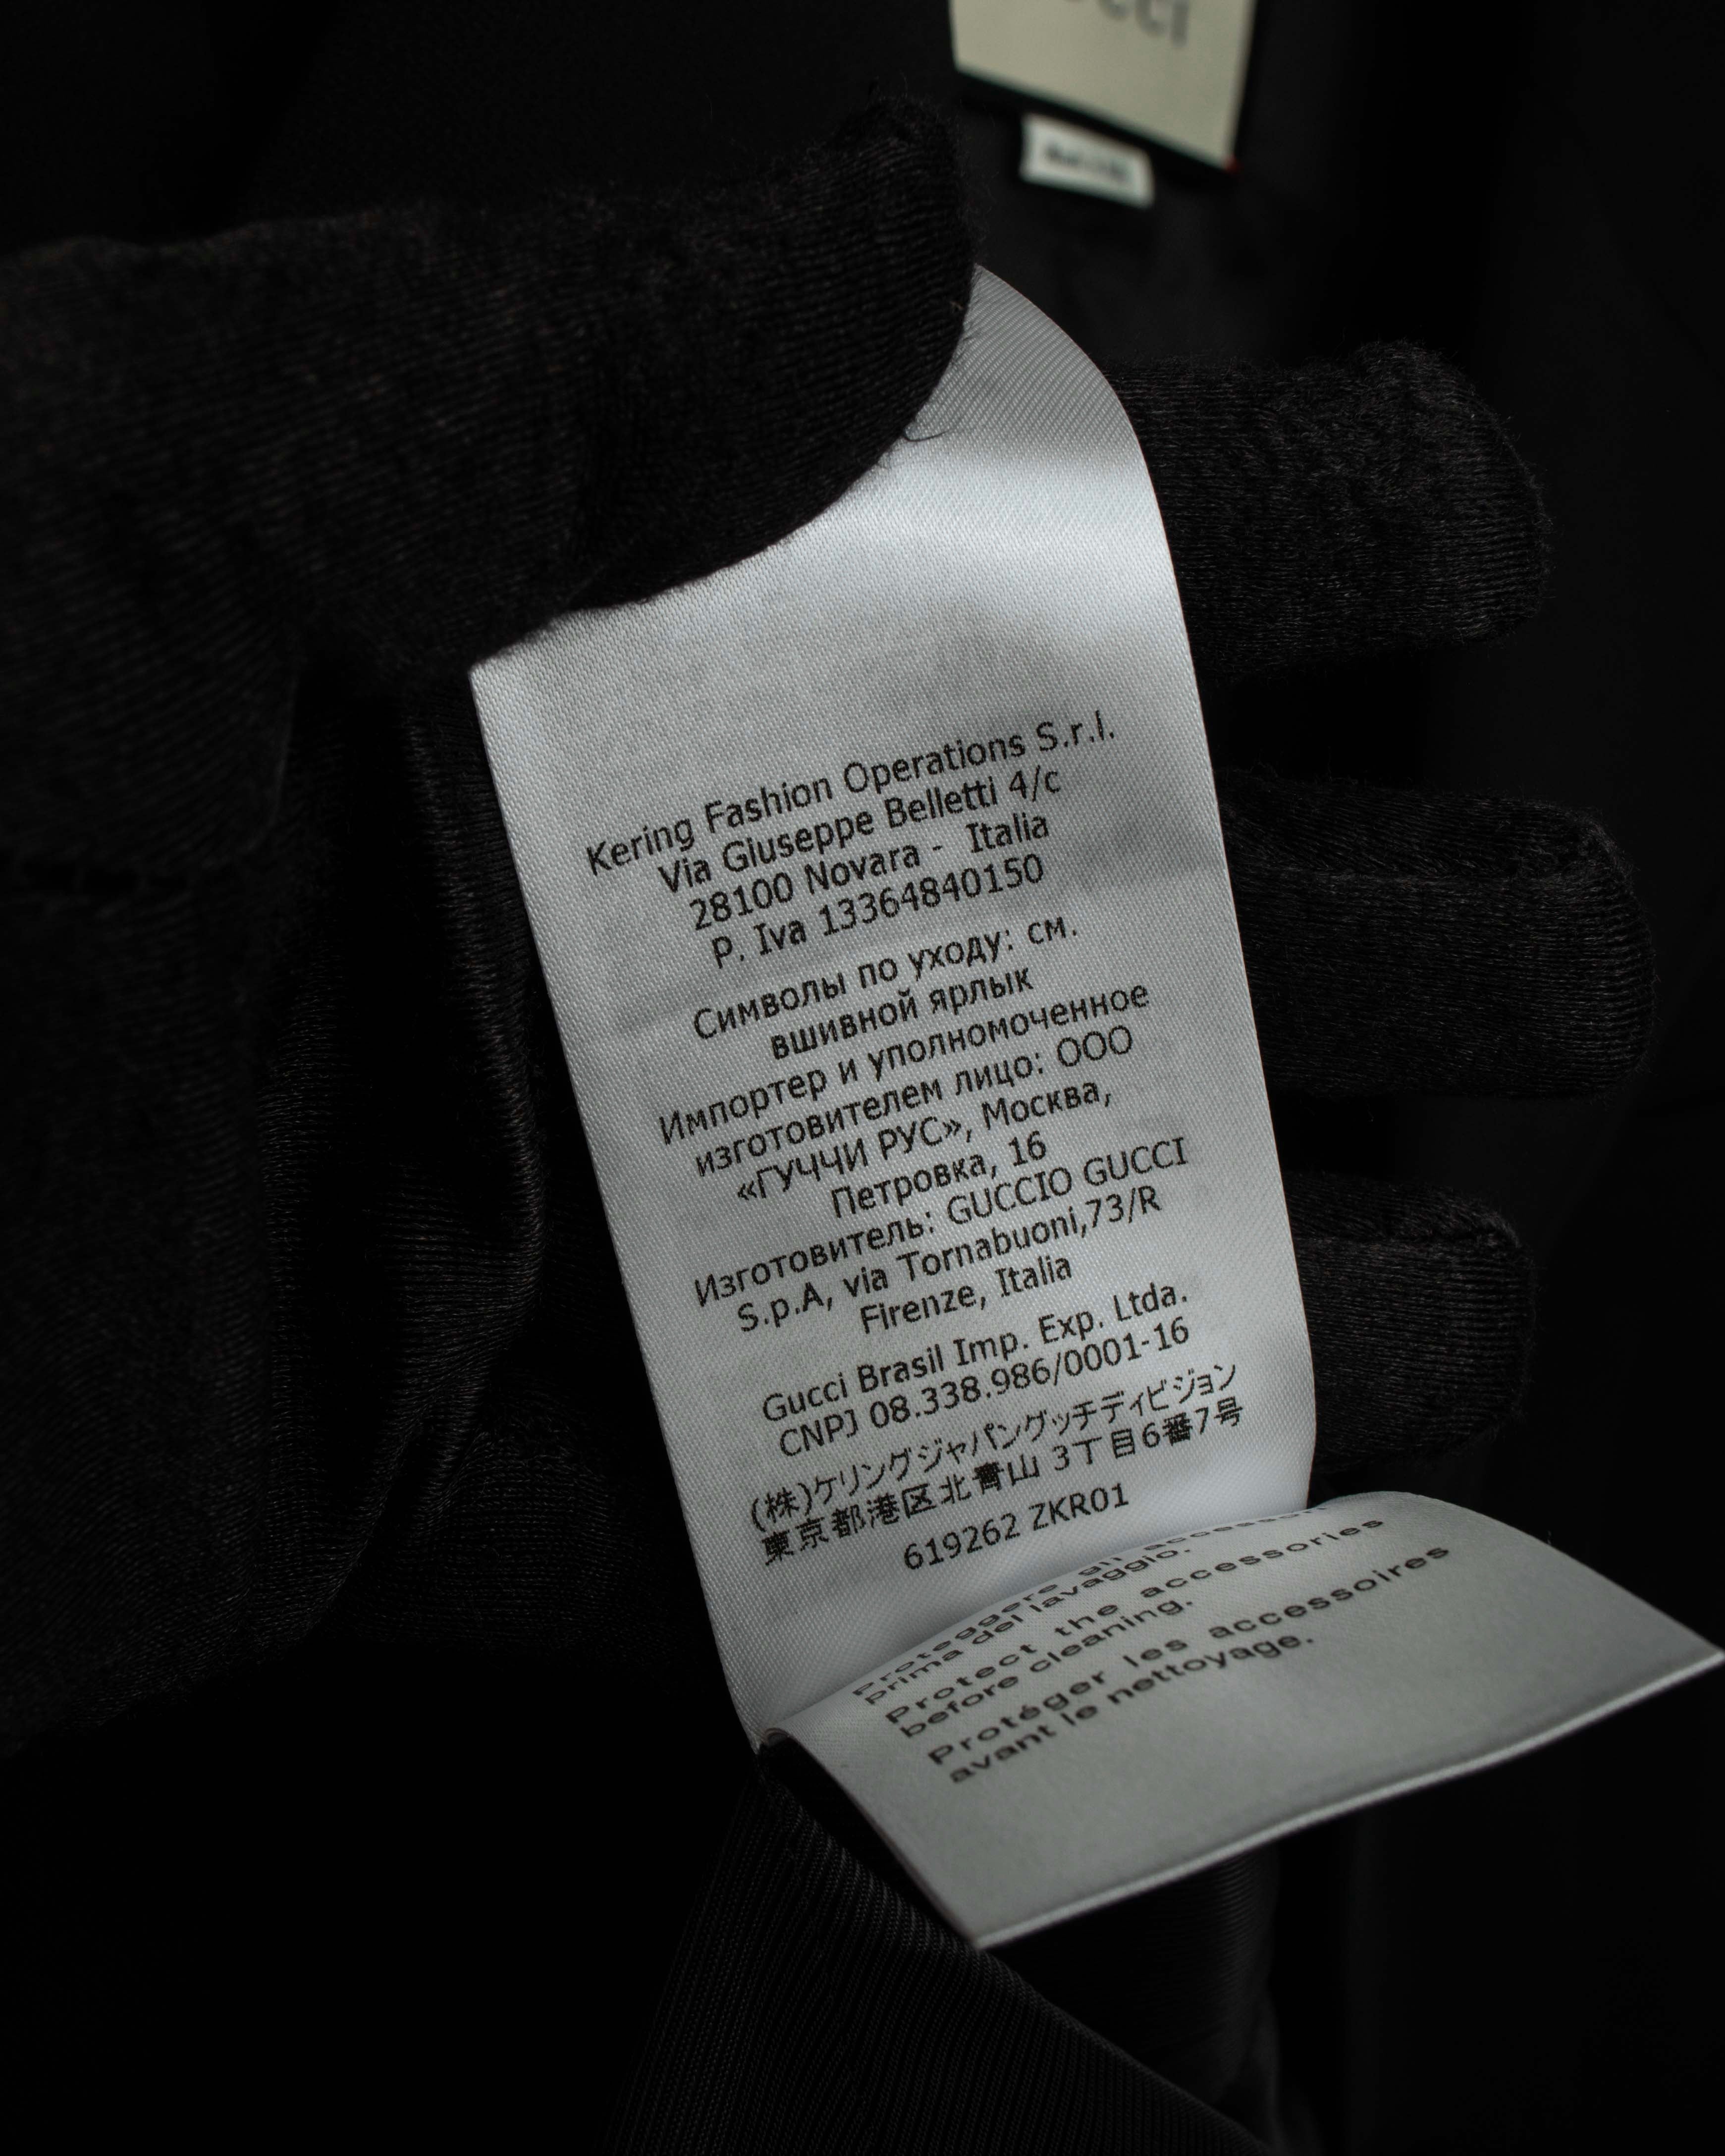 Kering Fashion Operations S.r.l.
Via Giuseppe Belletti 4/c
28100 Novara - Italia
P. Iva 13364840150
Символы по уходу: см.
вшивной ярлык
Импортер и уполномоченное
изготовителем лицо: ООО
«ГУЧЧИ РУС», Москва,
Петровка, 16
Изготовитель: GUCCIO GUCCI
S.p.A, via Tornabuoni,73/R
Firenze, Italia
Gucci Brasil Imp. Exp. Ltda.
CNPJ 08.338.986/0001-16
(株)ケリングジャパングッチディビジョン
東京都港区北青山 3丁目6番7号
619262 ZKR01
Proteggere gli
prima del lavaggio.
Protect the accessories
before cleaning.
Protéger les accessoires
avant le nettoyage.